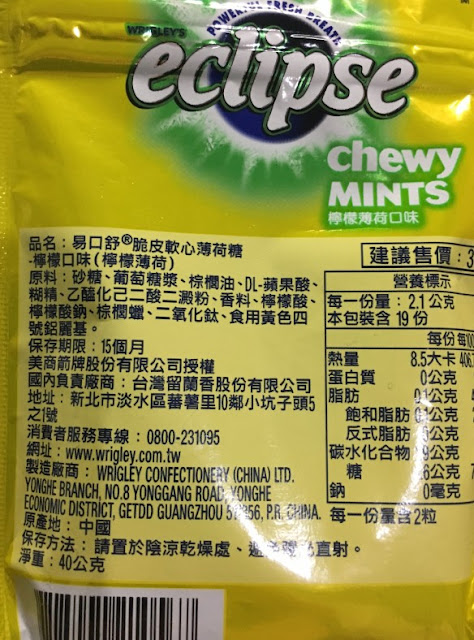 POWERFUL FRESH BREATH
WRIGLEY'S
eclipse
chewy
MINTS
檸檬薄荷口味
品名：易口舒®脆皮軟心薄荷糖
-檸檬口味(檸檬薄荷)
原料：砂糖、葡萄糖漿、棕櫚油、DL-蘋果酸、
糊精、乙醯化己二酸二澱粉、香料、檸檬酸、
檸檬酸鈉、棕櫚蠟、二氧化鈦、食用黃色四
號鋁麗基。
保存期限：15個月
美商箭牌股份有限公司授權
國內負責廠商：台灣留蘭香股份有限公司
地址：新北市淡水區蕃薯里10鄰小坑子頭5
之1號
消費者服務專線：0800-231095
網址：www.wrigley.com.tw
製造廠商：WRIGLEY CONFECTIONERY (CHINA) LTD.
YONGHE BRANCH, NO.8 YONGGANG ROAD, YONGHE
ECONOMIC DISTRICT, GETDD GUANGZHOU P.R. CHINA.
原產地：中國
保存方法：請置於陰涼乾燥處、直射。
淨重：40公克
建議售價：3
營養標示
每一份量：2.1公克
本包裝含 19份
每份 每100
熱量 8.5大卡 406.
蛋白質 0公克
脂肪 公克
飽和脂肪 公克
反式脂肪 公克
碳水化合物 公克
糖 公克
鈉 0毫克
每一份量含2粒